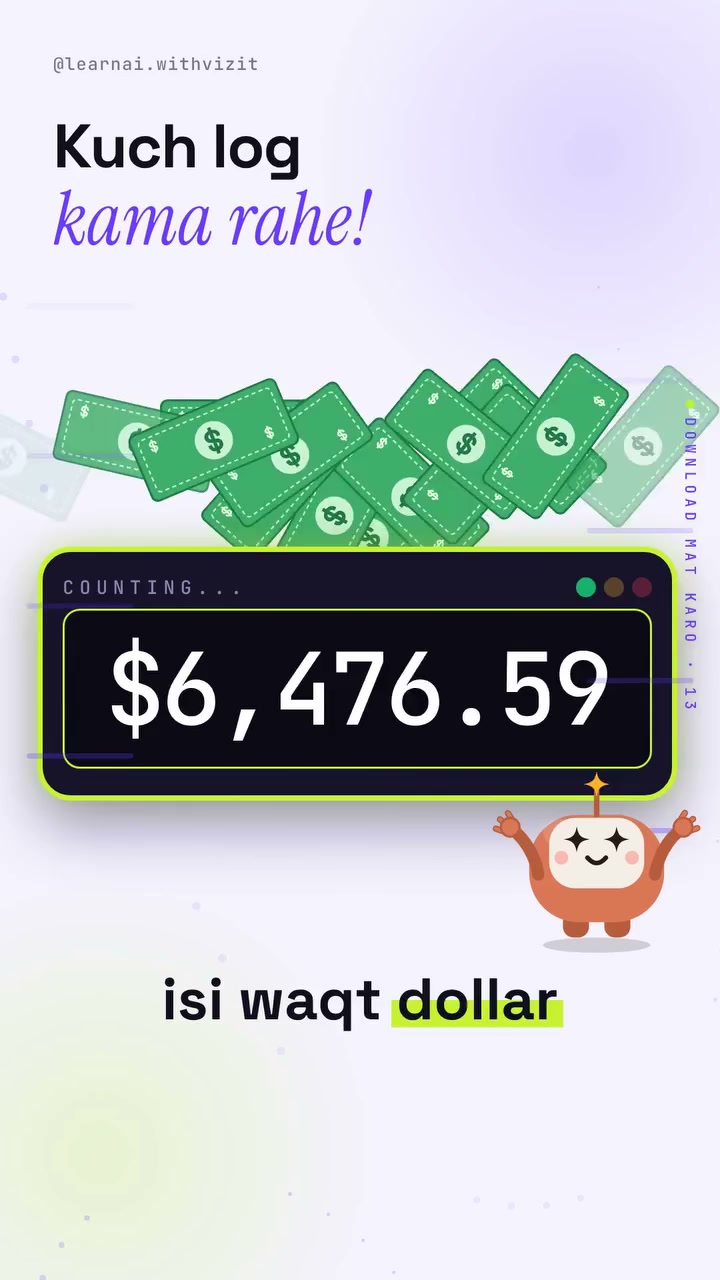 @learnai.withvizit
Kuch log
kama rahe!
COUNTING...
$6,476.59
DOWNLOAD MAT KARO · 13
isi waqt dollar